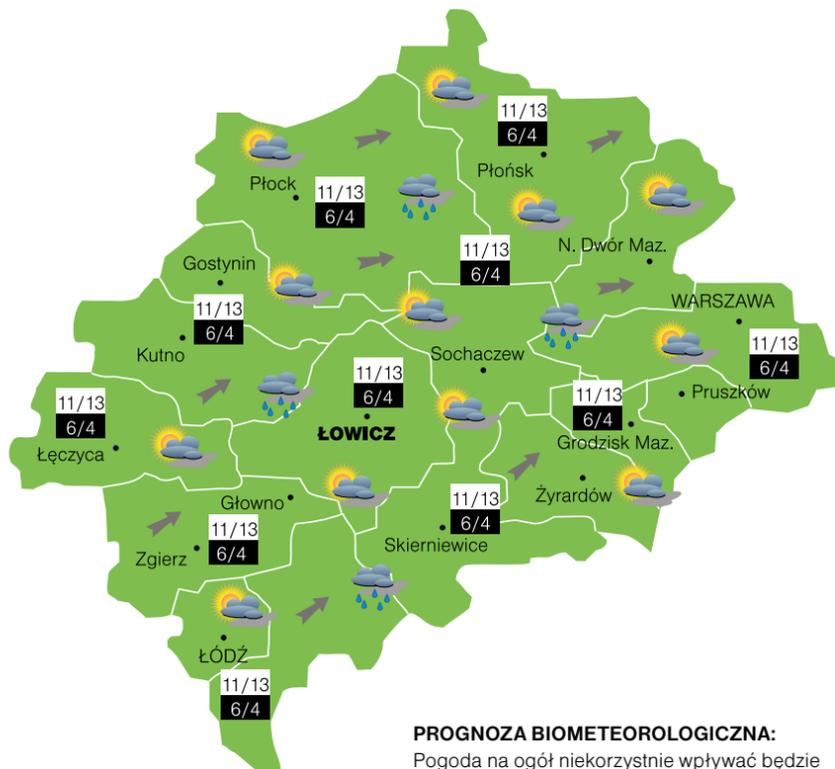 11/13
6/4
Płońsk
Płock
11/13
6/4
11/13
6/4
N. Dwór Maz.
Gostynin
11/13
6/4
Kutno
WARSZAWA
11/13
6/4
Sochaczew
Pruszków
11/13
6/4
ŁOWICZ
11/13
6/4
Grodzisk Maz.
11/13
6/4
Łęczyca
Głowno
Żyrardów
11/13
6/4
Skierniewice
11/13
6/4
Zgierz
ŁÓDŹ
11/13
6/4
PROGNOZA BIOMETEOROLOGICZNA:
Pogoda na ogół niekorzystnie wpływać będzie